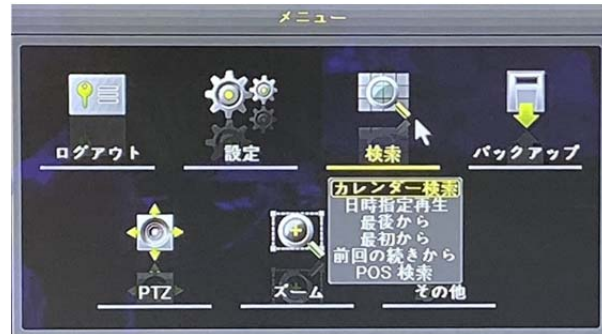 メニュー
ログアウト
設定
検索
バックアップ
カレンダー検索
日時指定再生
最後から
最初から
前回の続きから
POS 検索
PTZ
ズーム
その他